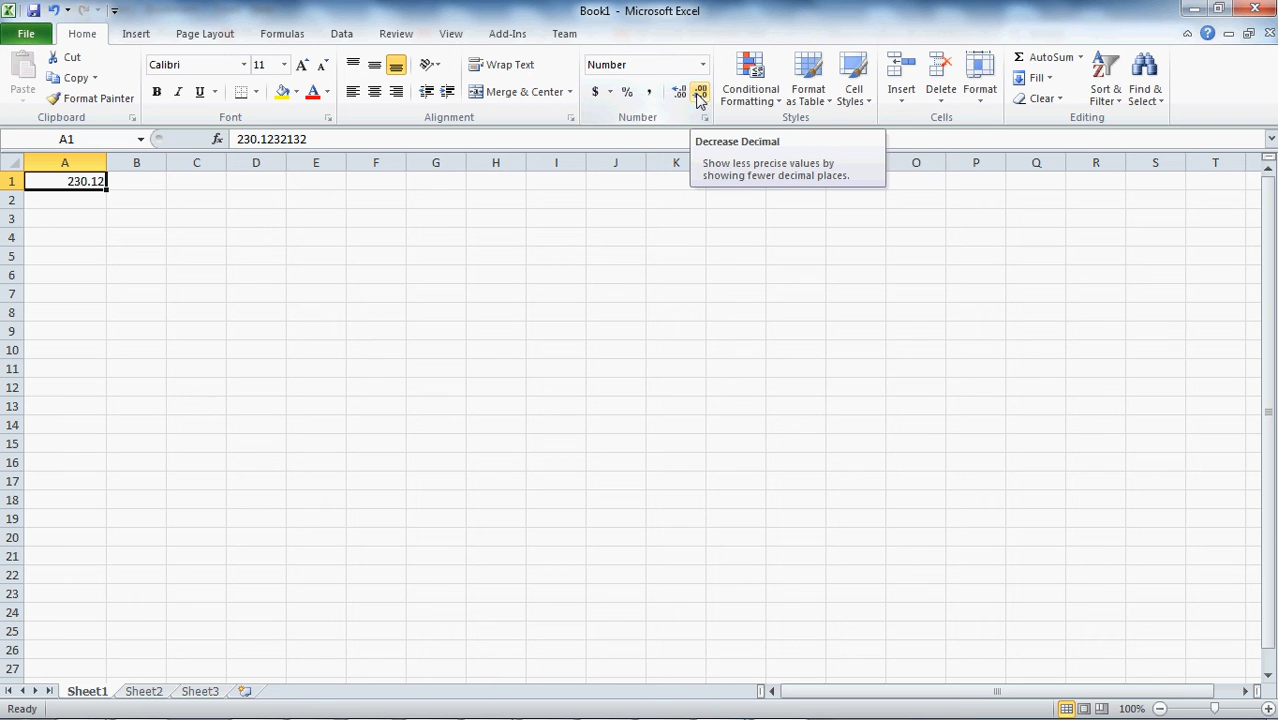 Book1 - Microsoft Excel
File Home Insert Page Layout Formulas Data Review View Add-Ins Team
Cut
Copy
Format Painter
Paste
Clipboard
Calibri 11
B I U
Font
Wrap Text
Merge & Center
Alignment
Number
$ % ,
Number
Conditional Formatting
Format as Table
Cell Styles
Styles
Insert Delete Format
Cells
AutoSum
Fill
Clear
Sort & Filter
Find & Select
Editing
A1 fx 230.1232132
Decrease Decimal
Show less precise values by
showing fewer decimal places.
A B C D E F G H I J K O P Q R S T
1 230.12
2
3
4
5
6
7
8
9
10
11
12
13
14
15
16
17
18
19
20
21
22
23
24
25
26
27
Sheet1 Sheet2 Sheet3
Ready 100%